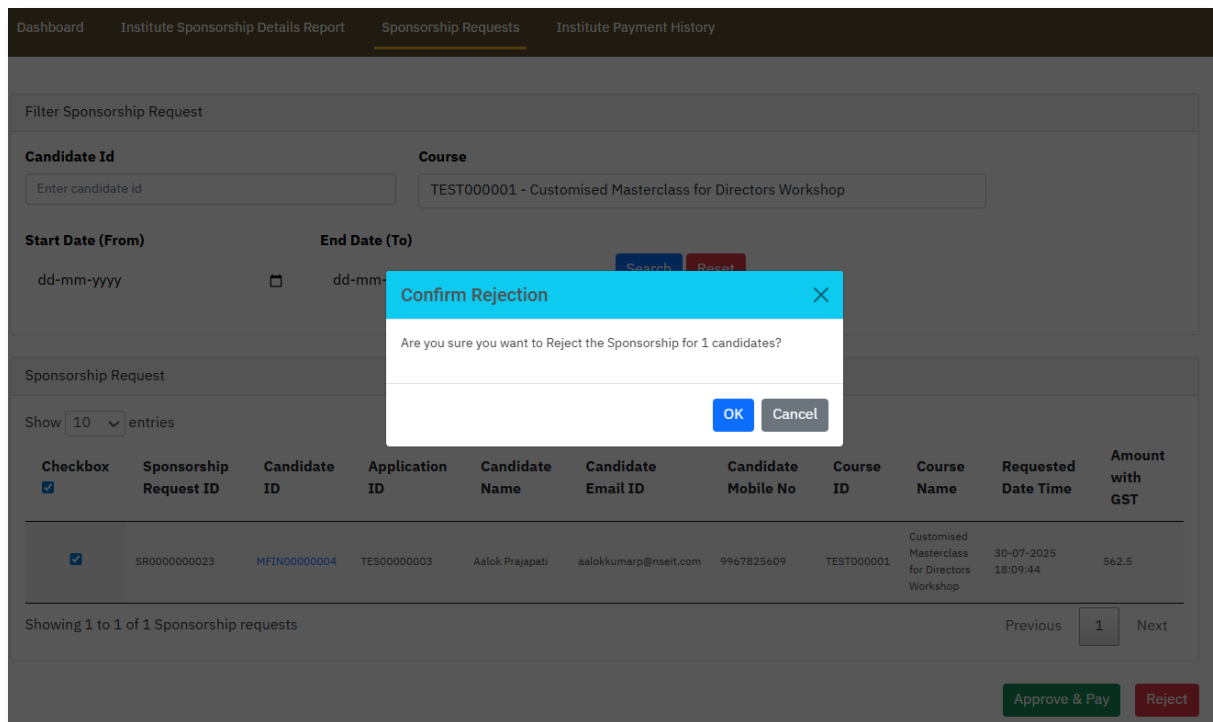 Dashboard Institute Sponsorship Details Report Sponsorship Requests Institute Payment History
Filter Sponsorship Request
Candidate Id Course
Enter candidate id TEST000001 - Customised Masterclass for Directors Workshop
Start Date (From) End Date (To)
dd-mm-yyyy dd-mm- Search Reset
Confirm Rejection
Are you sure you want to Reject the Sponsorship for 1 candidates?
OK Cancel
Sponsorship Request
Show 10 entries
Checkbox Sponsorship Request ID Candidate ID Application ID Candidate Name Candidate Email ID Candidate Mobile No Course ID Course Name Requested Date Time Amount with GST
SR0000000023 MFIN00000004 TES00000003 Aalok Prajapati aalokkumarp@nseit.com 9967825609 TEST000001 Customised Masterclass for Directors Workshop 30-07-2025 18:09:44 562.5
Showing 1 to 1 of 1 Sponsorship requests Previous 1 Next
Approve & Pay Reject